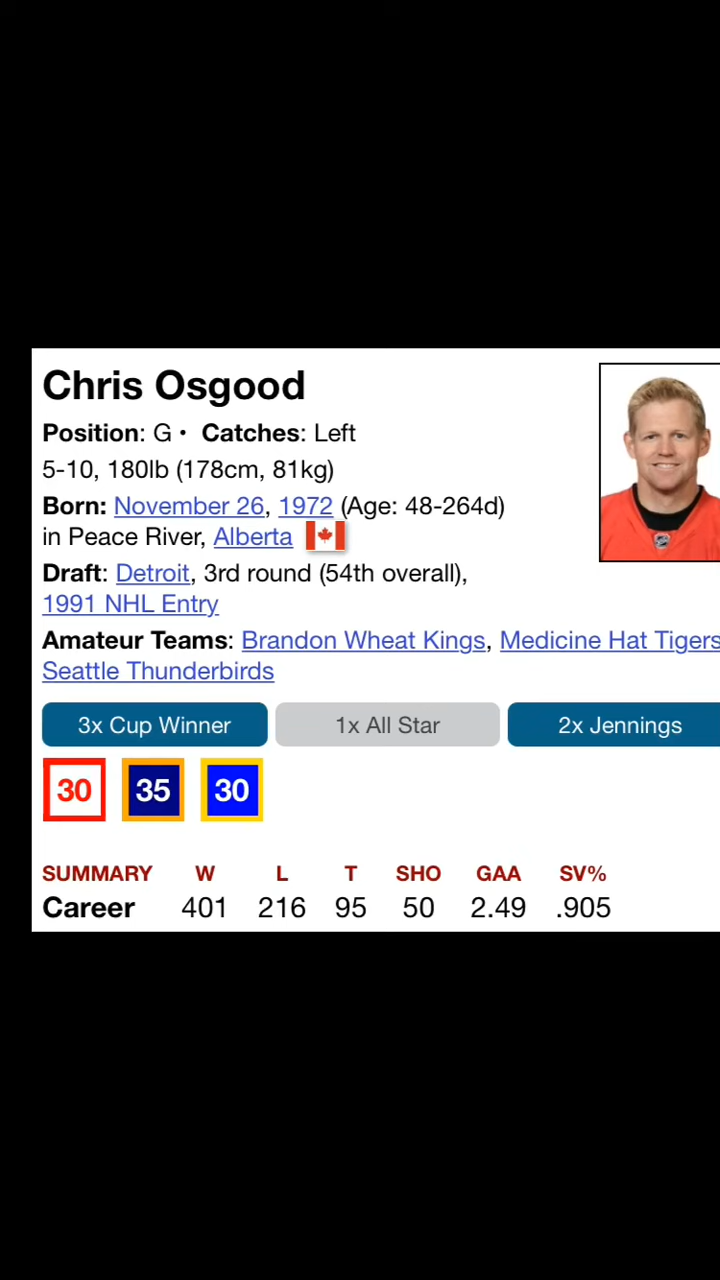 Chris Osgood
Position: G • Catches: Left
5-10, 180lb (178cm, 81kg)
Born: November 26, 1972 (Age: 48-264d)
in Peace River, Alberta
Draft: Detroit, 3rd round (54th overall),
1991 NHL Entry
Amateur Teams: Brandon Wheat Kings, Medicine Hat Tigers
Seattle Thunderbirds
3x Cup Winner 1x All Star 2x Jennings
30 35 30
SUMMARY W L T SHO GAA SV%
Career 401 216 95 50 2.49 .905